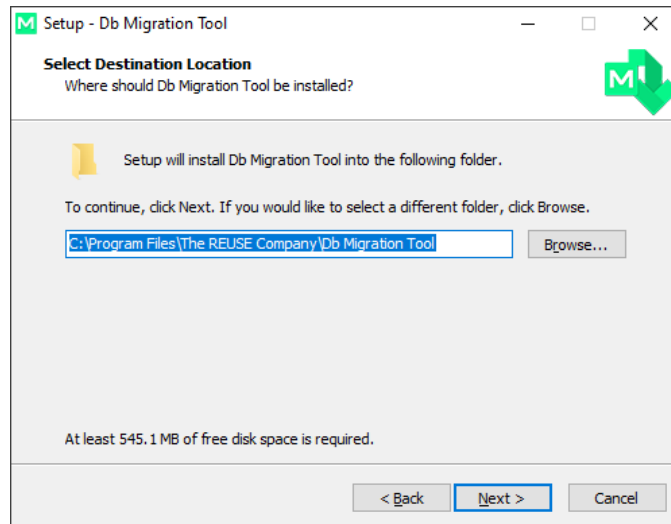 M Setup - Db Migration Tool
Select Destination Location
Where should Db Migration Tool be installed?
M
Setup will install Db Migration Tool into the following folder.
To continue, click Next. If you would like to select a different folder, click Browse.
C:\Program Files\The REUSE Company\Db Migration Tool
Browse...
At least 545.1 MB of free disk space is required.
< Back Next > Cancel